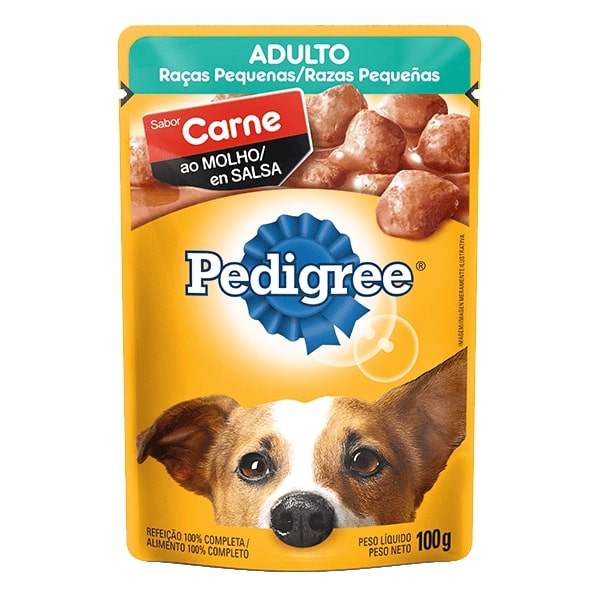 ADULTO
Raças Pequenas/Razas Pequeñas
Sabor
Carne
ao MOLHO/
en SALSA
Pedigree®
IMAGEM/IMAGEN MERAMENTE ILUSTRATIVA
REFEIÇÃO 100% COMPLETA/
ALIMENTO 100% COMPLETO
PESO LÍQUIDO
PESO NETO
100g